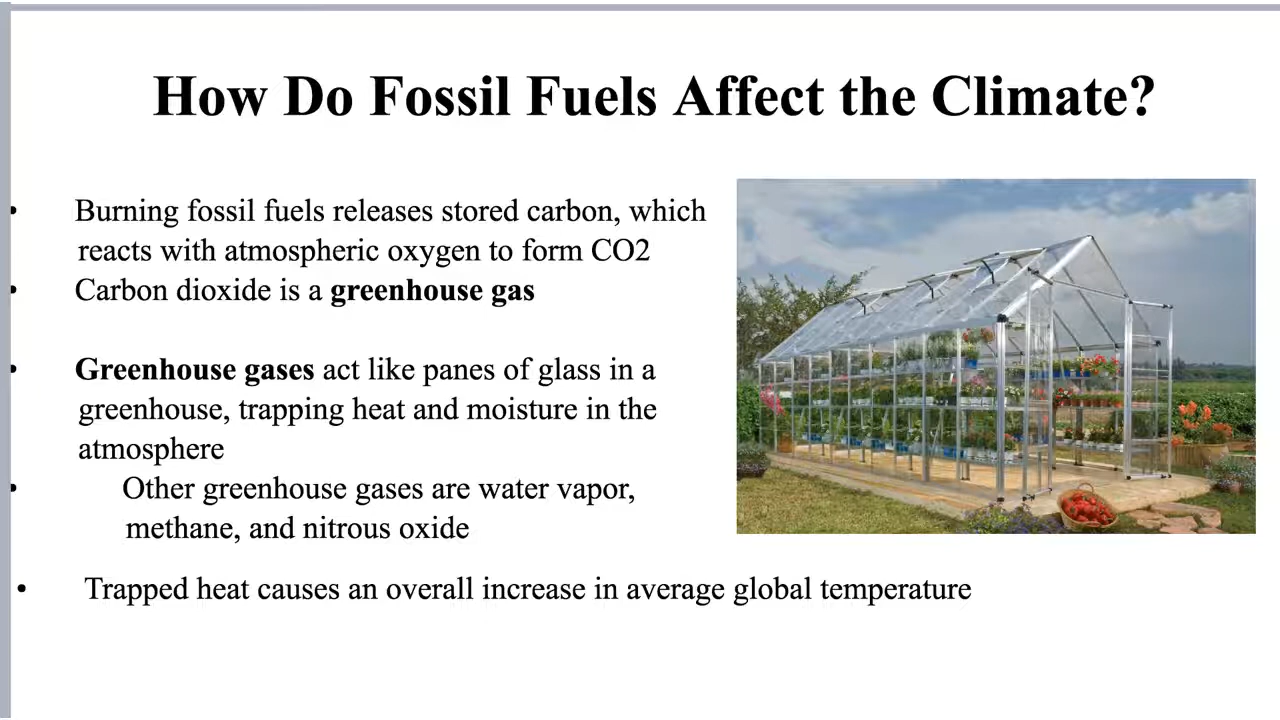 How Do Fossil Fuels Affect the Climate?
• Burning fossil fuels releases stored carbon, which
reacts with atmospheric oxygen to form CO2
• Carbon dioxide is a greenhouse gas
• Greenhouse gases act like panes of glass in a
greenhouse, trapping heat and moisture in the
atmosphere
• Other greenhouse gases are water vapor,
methane, and nitrous oxide
• Trapped heat causes an overall increase in average global temperature